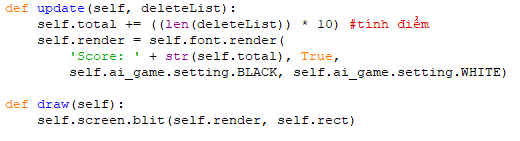 def update(self, deleteList):
    self.total += ((len(deleteList)) * 10) #tính điểm
    self.render = self.font.render(
        'Score: ' + str(self.total), True,
        self.ai_game.setting.BLACK, self.ai_game.setting.WHITE)
def draw(self):
    self.screen.blit(self.render, self.rect)